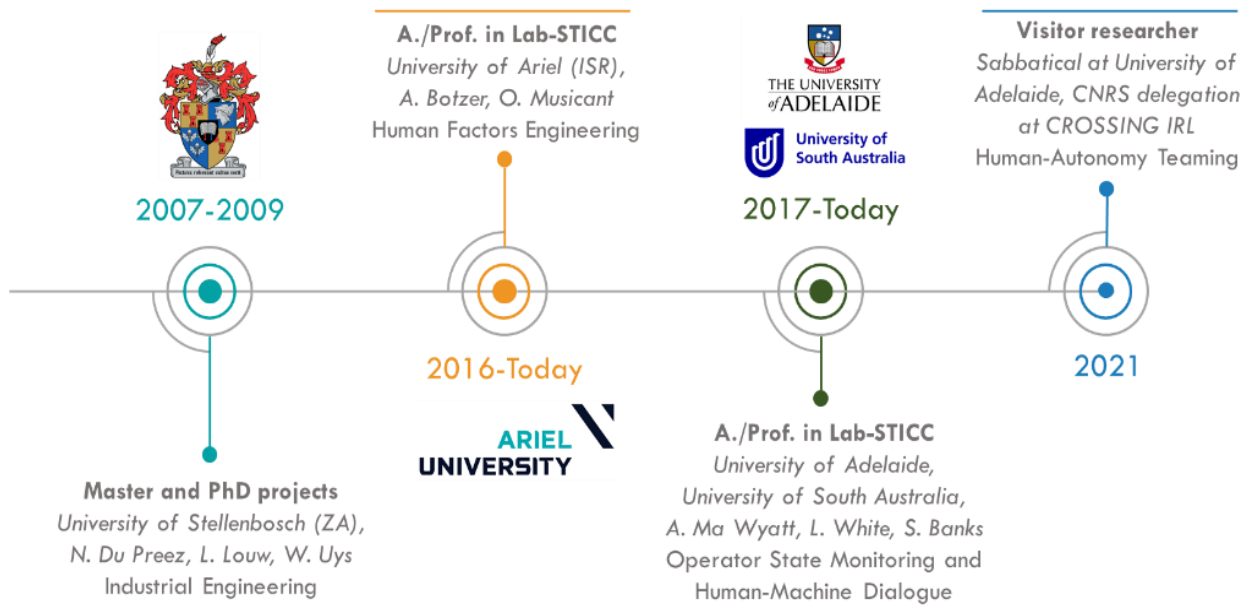 2007-2009
Master and PhD projects
University of Stellenbosch (ZA),
N. Du Preez, L. Louw, W. Uys
Industrial Engineering
A./Prof. in Lab-STICC
University of Ariel (ISR),
A. Botzer, O. Musicant
Human Factors Engineering
2016-Today
ARIEL
UNIVERSITY
THE UNIVERSITY
of ADELAIDE
University of
South Australia
2017-Today
A./Prof. in Lab-STICC
University of Adelaide,
University of South Australia,
A. Ma Wyatt, L. White, S. Banks
Operator State Monitoring and
Human-Machine Dialogue
Visitor researcher
Sabbatical at University of
Adelaide, CNRS delegation
at CROSSING IRL
Human-Autonomy Teaming
2021